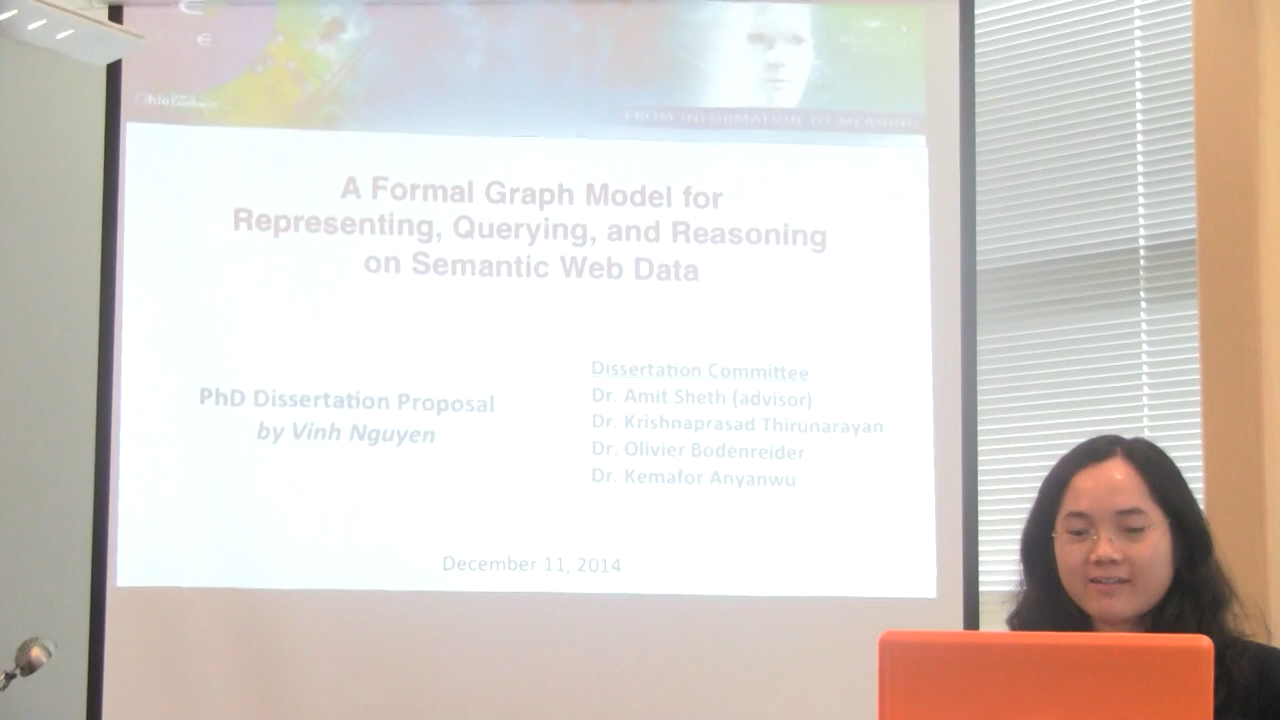 Ohio
FROM INFORMATION TO MEANING
A Formal Graph Model for
Representing, Querying, and Reasoning
on Semantic Web Data
PhD Dissertation Proposal
by Vinh Nguyen
Dissertation Committee
Dr. Amit Sheth (advisor)
Dr. Krishnaprasad Thirunarayan
Dr. Olivier Bodenreider
Dr. Kemafor Anyanwu
December 11, 2014